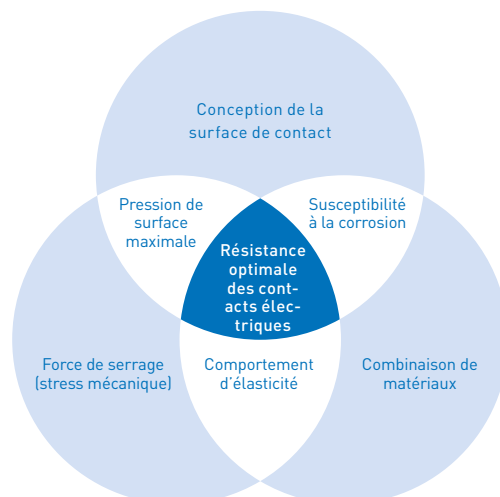 Conception de la
surface de contact
Pression de
surface
maximale
Susceptibilité
à la corrosion
Résistance
optimale
des cont-
acts élec-
triques
Force de serrage
(stress mécanique)
Comportement
d'élasticité
Combinaison de
matériaux